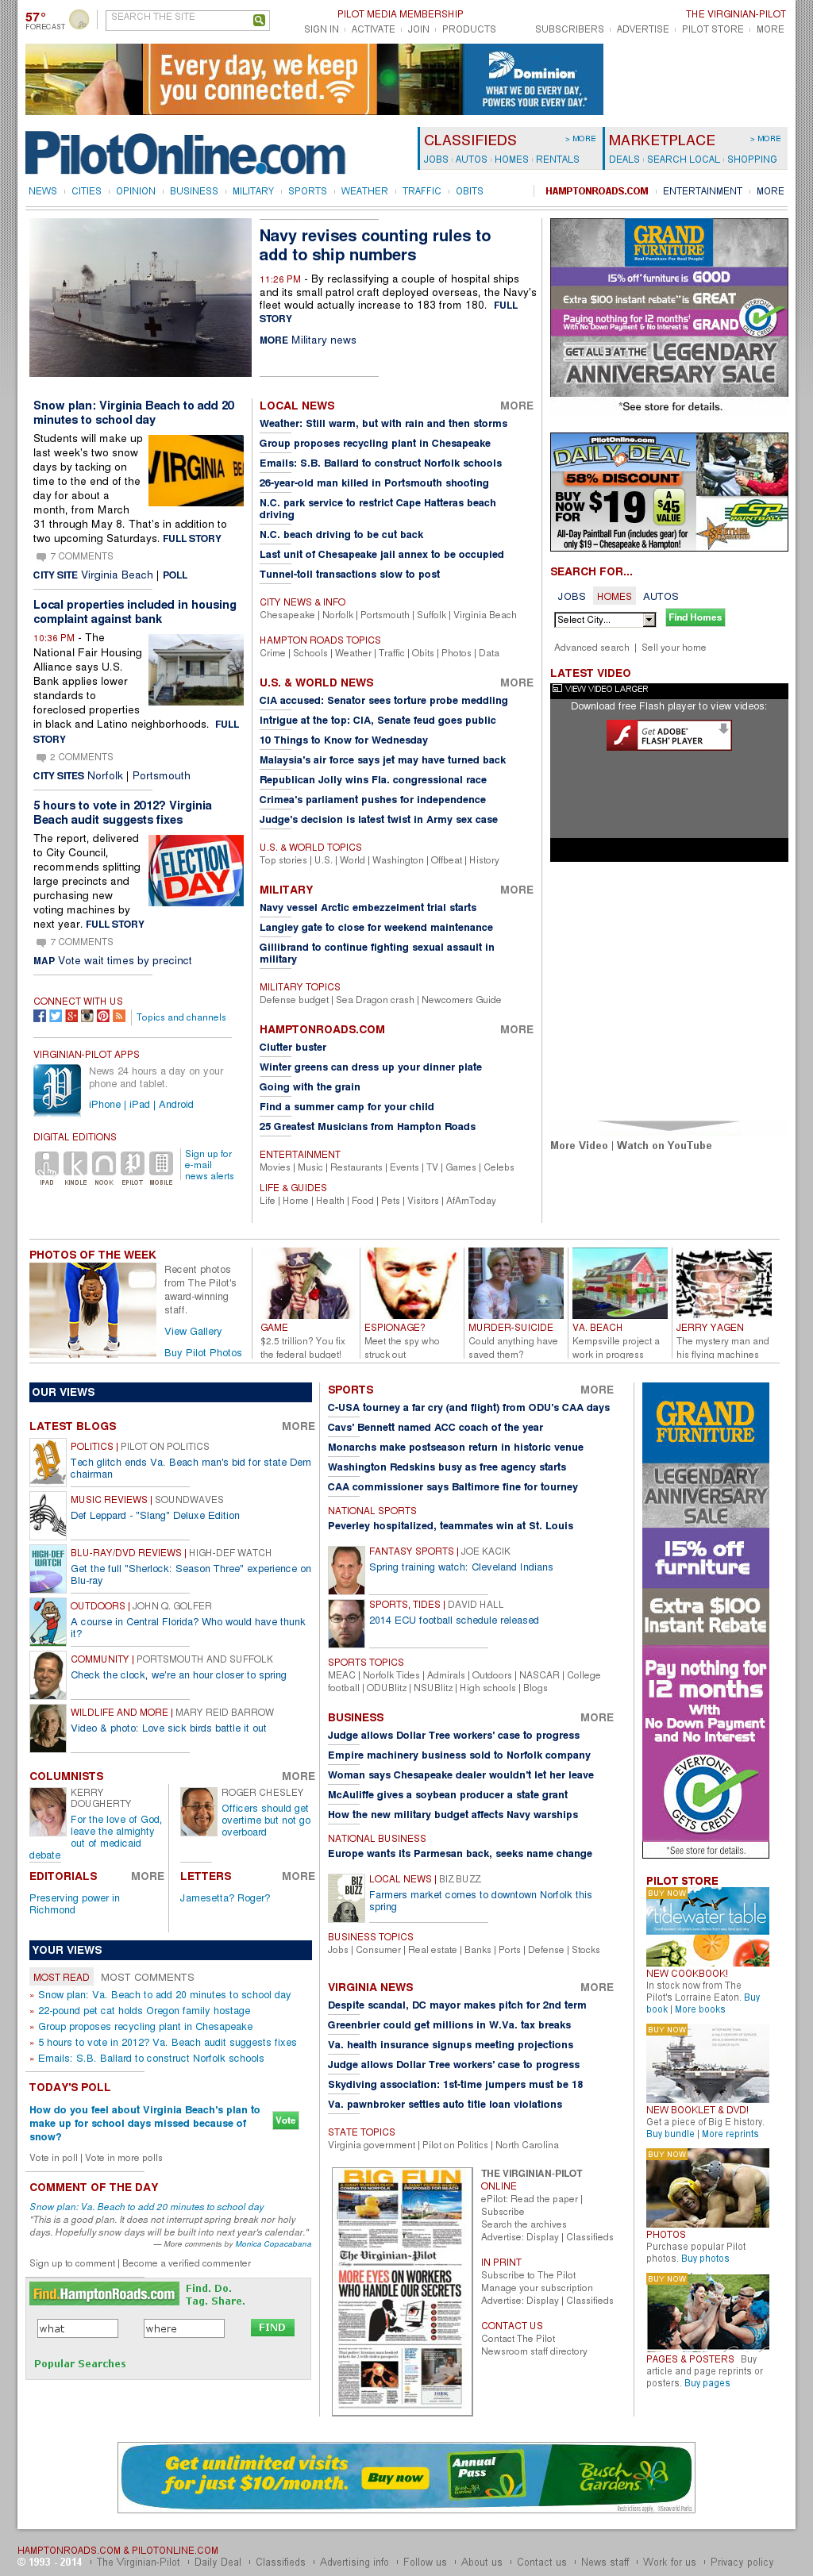 57°
FORECAST
SEARCH THE SITE
PILOT MEDIA MEMBERSHIP
SIGN IN ACTIVATE JOIN PRODUCTS
THE VIRGINIAN-PILOT
SUBSCRIBERS ADVERTISE PILOT STORE MORE
Every day, we keep
you connected.
Dominion
WHAT WE DO EVERY DAY,
POWERS YOUR EVERY DAY.
PilotOnline.com
CLASSIFIEDS > MORE
JOBS AUTOS HOMES RENTALS
MARKETPLACE > MORE
DEALS SEARCH LOCAL SHOPPING
NEWS CITIES OPINION BUSINESS MILITARY SPORTS WEATHER TRAFFIC OBITS
HAMPTONROADS.COM ENTERTAINMENT MORE
Navy revises counting rules to
add to ship numbers
11:26 PM - By reclassifying a couple of hospital ships
and its small patrol craft deployed overseas, the Navy's
fleet would actually increase to 183 from 180. FULL
STORY
MORE Military news
GRAND
FURNITURE
Real Furniture For Real People
15% off furniture is GOOD
Extra $100 instant rebate is GREAT
Paying nothing for 12 months
With No Down Payment & No Interest is GRAND
EVERYONE GETS CREDIT
GET ALL 3 AT THE LEGENDARY
ANNIVERSARY SALE
*See store for details.
Snow plan: Virginia Beach to add 20
minutes to school day
Students will make up
last week's two snow
days by tacking on
time to the end of the
day for about a
month, from March
31 through May 8. That's in addition to
two upcoming Saturdays. FULL STORY
VIRGINIA BE
7 COMMENTS
CITY SITE Virginia Beach | POLL
Local properties included in housing
complaint against bank
10:36 PM - The
National Fair Housing
Alliance says U.S.
Bank applies lower
standards to
foreclosed properties
in black and Latino neighborhoods. FULL
STORY
2 COMMENTS
CITY SITES Norfolk | Portsmouth
5 hours to vote in 2012? Virginia
Beach audit suggests fixes
The report, delivered
to City Council,
recommends splitting
large precincts and
purchasing new
voting machines by
next year. FULL STORY
ELECTION
DAY
7 COMMENTS
MAP Vote wait times by precinct
CONNECT WITH US
Topics and channels
VIRGINIAN-PILOT APPS
News 24 hours a day on your
phone and tablet.
iPhone | iPad | Android
DIGITAL EDITIONS
IPAD KINDLE NOOK EPILOT MOBILE
Sign up for
e-mail
news alerts
LOCAL NEWS MORE
Weather: Still warm, but with rain and then storms
Group proposes recycling plant in Chesapeake
Emails: S.B. Ballard to construct Norfolk schools
26-year-old man killed in Portsmouth shooting
N.C. park service to restrict Cape Hatteras beach
driving
N.C. beach driving to be cut back
Last unit of Chesapeake jail annex to be occupied
Tunnel-toll transactions slow to post
CITY NEWS & INFO
Chesapeake | Norfolk | Portsmouth | Suffolk | Virginia Beach
HAMPTON ROADS TOPICS
Crime | Schools | Weather | Traffic | Obits | Photos | Data
U.S. & WORLD NEWS MORE
CIA accused: Senator sees torture probe meddling
Intrigue at the top: CIA, Senate feud goes public
10 Things to Know for Wednesday
Malaysia's air force says jet may have turned back
Republican Jolly wins Fla. congressional race
Crimea's parliament pushes for independence
Judge's decision is latest twist in Army sex case
U.S. & WORLD TOPICS
Top stories | U.S. | World | Washington | Offbeat | History
MILITARY MORE
Navy vessel Arctic embezzelment trial starts
Langley gate to close for weekend maintenance
Gillibrand to continue fighting sexual assault in
military
MILITARY TOPICS
Defense budget | Sea Dragon crash | Newcomers Guide
HAMPTONROADS.COM MORE
Clutter buster
Winter greens can dress up your dinner plate
Going with the grain
Find a summer camp for your child
25 Greatest Musicians from Hampton Roads
ENTERTAINMENT
Movies | Music | Restaurants | Events | TV | Games | Celebs
LIFE & GUIDES
Life | Home | Health | Food | Pets | Visitors | AfAmToday
PilotOnline.com
DAILY DEAL
58% DISCOUNT
BUY NOW FOR $19 A $45 VALUE
All-Day Paintball Fun (includes gear) for
only $19 – Chesapeake & Hampton!
CSP
PAINTBALL
SEARCH FOR...
JOBS HOMES AUTOS
Select City... Find Homes
Advanced search | Sell your home
LATEST VIDEO
VIEW VIDEO LARGER
Download free Flash player to view videos:
Get ADOBE
FLASH PLAYER
More Video | Watch on YouTube
PHOTOS OF THE WEEK
Recent photos
from The Pilot's
award-winning
staff.
View Gallery
Buy Pilot Photos
GAME
$2.5 trillion? You fix
the federal budget!
ESPIONAGE?
Meet the spy who
struck out
MURDER-SUICIDE
Could anything have
saved them?
VA. BEACH
Kempsville project a
work in progress
JERRY YAGEN
The mystery man and
his flying machines
OUR VIEWS
LATEST BLOGS MORE
POLITICS | PILOT ON POLITICS
Tech glitch ends Va. Beach man's bid for state Dem
chairman
MUSIC REVIEWS | SOUNDWAVES
Def Leppard - "Slang" Deluxe Edition
HIGH-DEF
WATCH
BLU-RAY/DVD REVIEWS | HIGH-DEF WATCH
Get the full "Sherlock: Season Three" experience on
Blu-ray
OUTDOORS | JOHN Q. GOLFER
A course in Central Florida? Who would have thunk
it?
COMMUNITY | PORTSMOUTH AND SUFFOLK
Check the clock, we're an hour closer to spring
WILDLIFE AND MORE | MARY REID BARROW
Video & photo: Love sick birds battle it out
COLUMNISTS MORE
KERRY
DOUGHERTY
For the love of God,
leave the almighty
out of medicaid
debate
ROGER CHESLEY
Officers should get
overtime but not go
overboard
EDITORIALS MORE
Preserving power in
Richmond
LETTERS MORE
Jamesetta? Roger?
YOUR VIEWS
MOST READ MOST COMMENTS
» Snow plan: Va. Beach to add 20 minutes to school day
» 22-pound pet cat holds Oregon family hostage
» Group proposes recycling plant in Chesapeake
» 5 hours to vote in 2012? Va. Beach audit suggests fixes
» Emails: S.B. Ballard to construct Norfolk schools
TODAY'S POLL
How do you feel about Virginia Beach's plan to
make up for school days missed because of
snow?
Vote
Vote in poll | Vote in more polls
COMMENT OF THE DAY
Snow plan: Va. Beach to add 20 minutes to school day
"This is a good plan. It does not interrupt spring break nor holy
days. Hopefully snow days will be built into next year's calendar."
— More comments by Monica Copacabana
Sign up to comment | Become a verified commenter
Find.HamptonRoads.com
Find. Do.
Tag. Share.
what where FIND
Popular Searches
SPORTS MORE
C-USA tourney a far cry (and flight) from ODU's CAA days
Cavs' Bennett named ACC coach of the year
Monarchs make postseason return in historic venue
Washington Redskins busy as free agency starts
CAA commissioner says Baltimore fine for tourney
NATIONAL SPORTS
Peverley hospitalized, teammates win at St. Louis
FANTASY SPORTS | JOE KACIK
Spring training watch: Cleveland Indians
SPORTS, TIDES | DAVID HALL
2014 ECU football schedule released
SPORTS TOPICS
MEAC | Norfolk Tides | Admirals | Outdoors | NASCAR | College
football | ODUBlitz | NSUBlitz | High schools | Blogs
BUSINESS MORE
Judge allows Dollar Tree workers' case to progress
Empire machinery business sold to Norfolk company
Woman says Chesapeake dealer wouldn't let her leave
McAuliffe gives a soybean producer a state grant
How the new military budget affects Navy warships
NATIONAL BUSINESS
Europe wants its Parmesan back, seeks name change
BIZ
BUZZ
LOCAL NEWS | BIZ BUZZ
Farmers market comes to downtown Norfolk this
spring
BUSINESS TOPICS
Jobs | Consumer | Real estate | Banks | Ports | Defense | Stocks
VIRGINIA NEWS MORE
Despite scandal, DC mayor makes pitch for 2nd term
Greenbrier could get millions in W.Va. tax breaks
Va. health insurance signups meeting projections
Judge allows Dollar Tree workers' case to progress
Skydiving association: 1st-time jumpers must be 18
Va. pawnbroker settles auto title loan violations
STATE TOPICS
Virginia government | Pilot on Politics | North Carolina
BIG FUN
The Virginian-Pilot
MORE EYES ON WORKERS
WHO HANDLE OUR SECRETS
THE VIRGINIAN-PILOT
ONLINE
ePilot: Read the paper |
Subscribe
Search the archives
Advertise: Display | Classifieds
IN PRINT
Subscribe to The Pilot
Manage your subscription
Advertise: Display | Classifieds
CONTACT US
Contact The Pilot
Newsroom staff directory
GRAND
FURNITURE
LEGENDARY
ANNIVERSARY
SALE
15% off
furniture
Extra $100
Instant Rebate
Pay nothing for
12 months
With No Down
Payment and
No Interest
EVERYONE
GETS CREDIT
*See store for details.
PILOT STORE
BUY NOW
tidewater table
NEW COOKBOOK!
In stock now from The
Pilot's Lorraine Eaton. Buy
book | More books
BUY NOW
NEW BOOKLET & DVD!
Get a piece of Big E history.
Buy bundle | More reprints
BUY NOW
PHOTOS
Purchase popular Pilot
photos. Buy photos
BUY NOW
PAGES & POSTERS Buy
article and page reprints or
posters. Buy pages
Get unlimited visits
for just $10/month.
Buy now
Annual
Pass
Busch
Gardens
HAMPTONROADS.COM & PILOTONLINE.COM
© 1993 - 2014 The Virginian-Pilot Daily Deal Classifieds Advertising info Follow us About us Contact us News staff Work for us Privacy policy